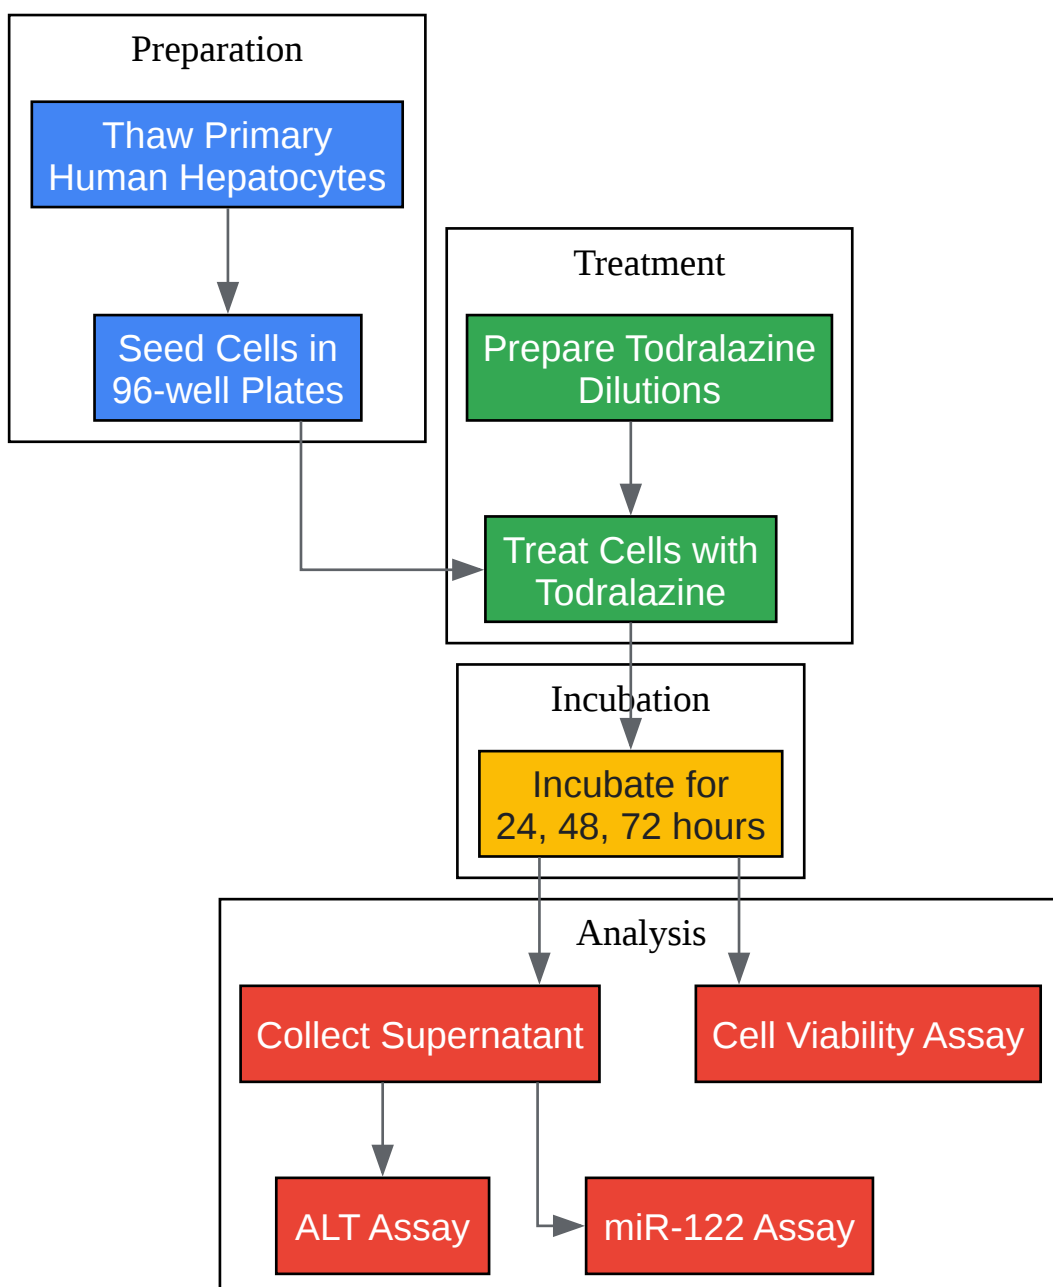 Preparation
Thaw Primary
Human Hepatocytes
Seed Cells in
96-well Plates
Treatment
Prepare Todralazine
Dilutions
Treat Cells with
Todralazine
Incubation
Incubate for
24, 48, 72 hours
Analysis
Collect Supernatant
Cell Viability Assay
ALT Assay
miR-122 Assay